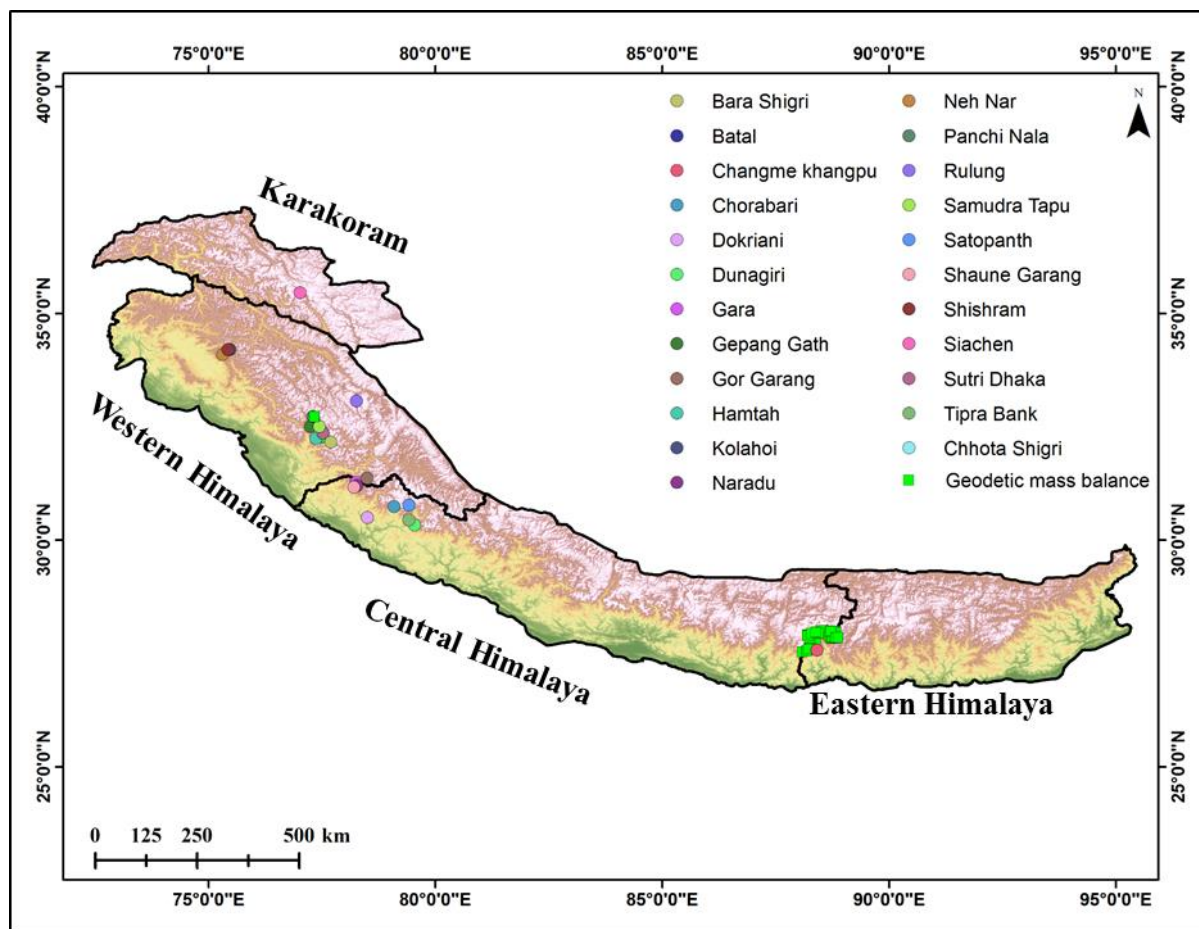 75°0'0"E 80°0'0"E 85°0'0"E 90°0'0"E 95°0'0"E
40°0'0"N
35°0'0"N
30°0'0"N
25°0'0"N
40°0'0"N
35°0'0"N
30°0'0"N
25°0'0"N
N
Bara Shigri
Batal
Changme khangpu
Chorabari
Dokriani
Dunagiri
Gara
Gepang Gath
Gor Garang
Hamtah
Kolahoi
Naradu
Neh Nar
Panchi Nala
Rulung
Samudra Tapu
Satopanth
Shaune Garang
Shishram
Siachen
Sutri Dhaka
Tipra Bank
Chhota Shigri
Geodetic mass balance
Karakoram
Western Himalaya
Central Himalaya
Eastern Himalaya
0 125 250 500 km
75°0'0"E 80°0'0"E 85°0'0"E 90°0'0"E 95°0'0"E